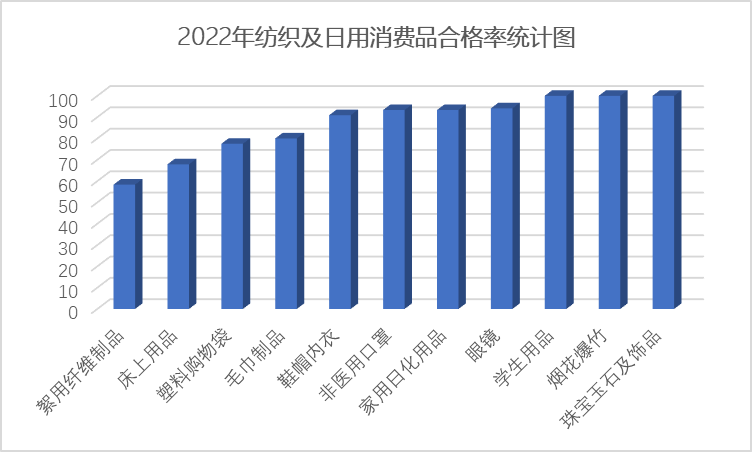 2022年纺织及日用消费品合格率统计图
100
90
80
70
60
50
40
30
20
10
0
絮用纤维制品
床上用品
塑料购物袋
毛巾制品
鞋帽内衣
非医用口罩
家用日化用品
眼镜
学生用品
烟花爆竹
珠宝玉石及饰品